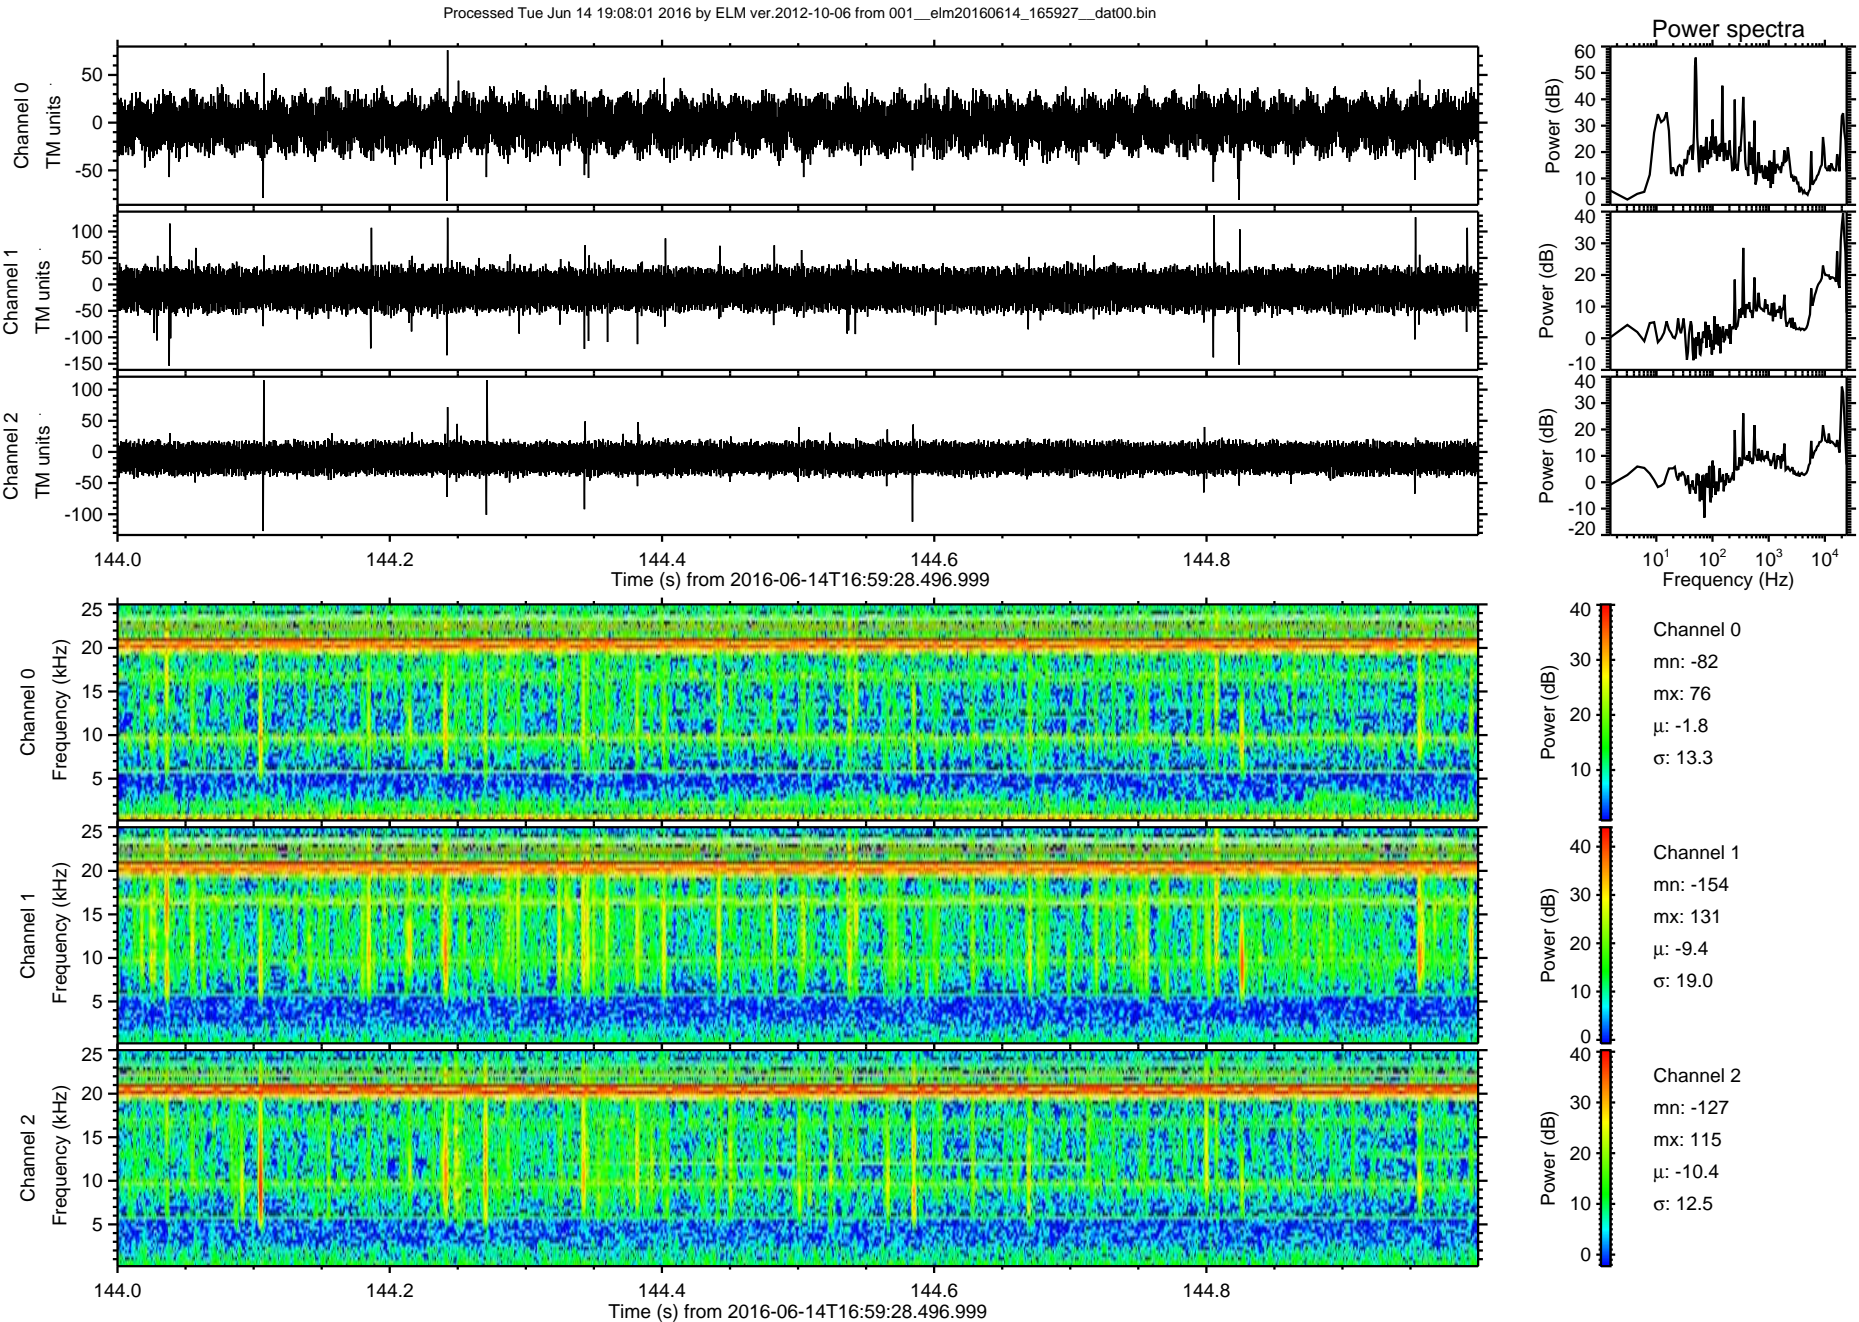 Processed Tue Jun 14 19:08:01 2016 by ELM ver.2012-10-06 from 001__elm20160614_165927__dat00.bin
Power spectra
Channel 0
TM units
50
0
-50
Power (dB)
60
50
40
30
20
10
0
Channel 1
TM units
100
50
0
-50
-100
-150
Power (dB)
40
30
20
10
0
-10
Channel 2
TM units
100
50
0
-50
-100
Power (dB)
40
30
20
10
0
-10
-20
144.0 144.2 144.4 144.6 144.8
Time (s) from 2016-06-14T16:59:28.496.999
10^1 10^2 10^3 10^4
Frequency (Hz)
Channel 0
Frequency (kHz)
25
20
15
10
5
Power (dB)
40
30
20
10
Channel 0
mn: -82
mx: 76
μ: -1.8
σ: 13.3
Channel 1
Frequency (kHz)
25
20
15
10
5
Power (dB)
40
30
20
10
0
Channel 1
mn: -154
mx: 131
μ: -9.4
σ: 19.0
Channel 2
Frequency (kHz)
25
20
15
10
5
Power (dB)
40
30
20
10
0
Channel 2
mn: -127
mx: 115
μ: -10.4
σ: 12.5
144.0 144.2 144.4 144.6 144.8
Time (s) from 2016-06-14T16:59:28.496.999